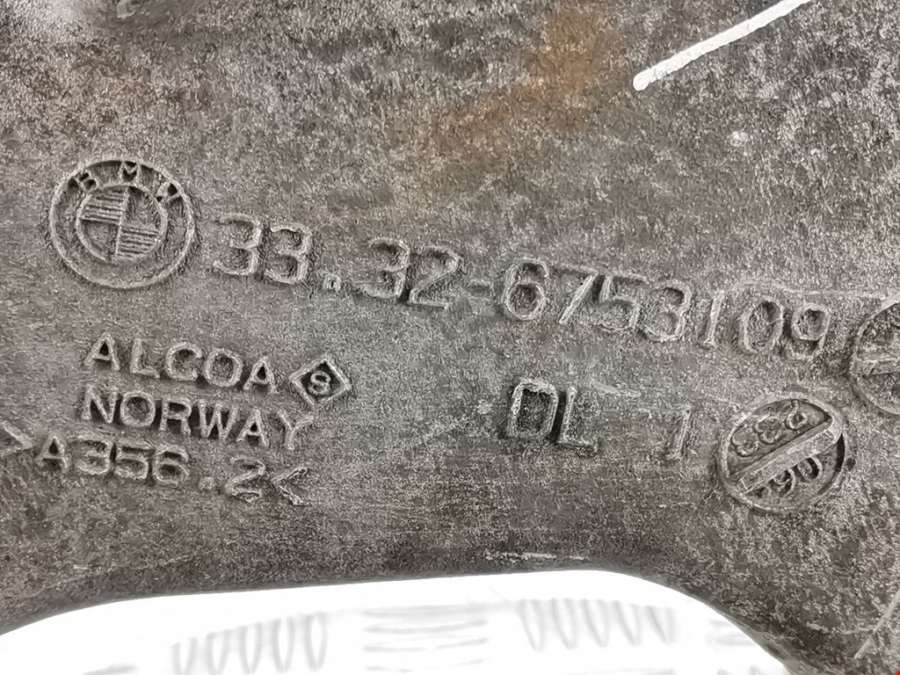 BMW
33.32-6753109
ALCOA S
NORWAY
>A356.2<
DL 1